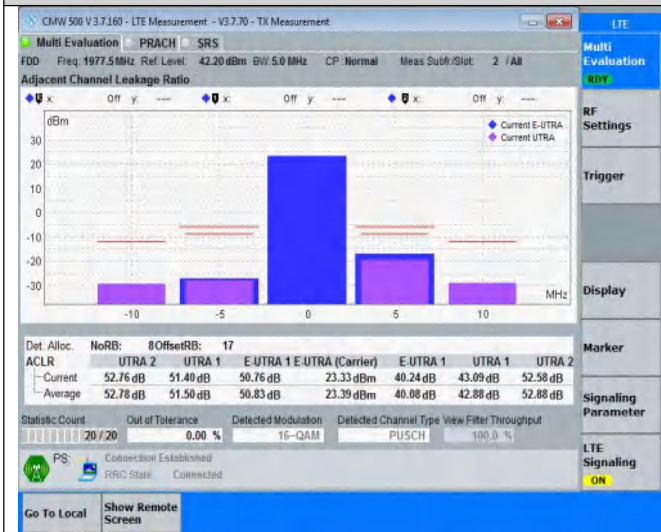 CMW 500 V 3.7.160 - LTE Measurement - V3.7.70 - TX Measurement
LTE
Multi Evaluation PRACH SRS
Multi Evaluation
RDY
FDD Freq: 1977.5 MHz Ref. Level: 42.20 dBm BW: 5.0 MHz CP: Normal Meas Subfr./Slot: 2 / All
Adjacent Channel Leakage Ratio
x: Off y: --- x: Off y: --- x: Off y: ---
dBm
Current E-UTRA
Current UTRA
30
20
10
0
-10
-20
-30
MHz
-10 -5 0 5 10
RF Settings
Trigger
Display
Marker
Signaling Parameter
LTE Signaling
ON
Det. Alloc. NoRB: 8 OffsetRB: 17
ACLR UTRA 2 UTRA 1 E-UTRA 1 E-UTRA (Carrier) E-UTRA 1 UTRA 1 UTRA 2
Current 52.76 dB 51.40 dB 50.76 dB 23.33 dBm 40.24 dB 43.09 dB 52.58 dB
Average 52.78 dB 51.50 dB 50.83 dB 23.39 dBm 40.08 dB 42.88 dB 52.88 dB
Statistic Count Out of Tolerance Detected Modulation Detected Channel Type View Filter Throughput
20 / 20 0.00 % 16-QAM PUSCH 100.0 %
PS: Connection Established
RRC State Connected
Go To Local
Show Remote Screen